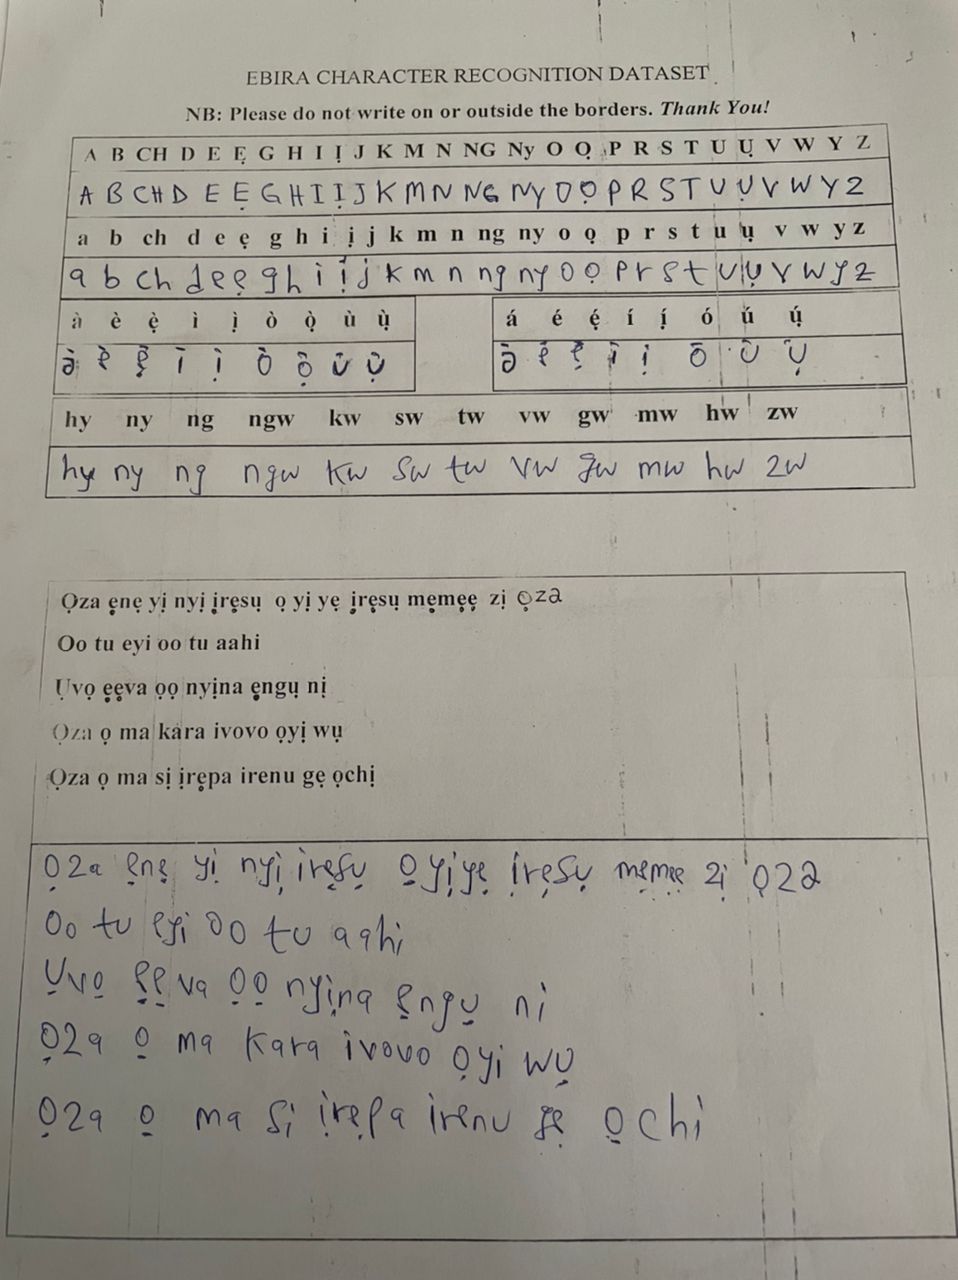 EBIRA CHARACTER RECOGNITION DATASET
NB: Please do not write on or outside the borders. Thank You!
A B CH D E Ẹ G H I Ị J K M N NG Ny O Ọ P R S T U Ụ V W Y Z
A B CH D E Ẹ G H I Ị J K M N NG Ny O Ọ P R S T U Ụ V W Y Z
a b ch d e ẹ g h i ị j k m n ng ny o ọ p r s t u ụ v w y z
a b ch d e ẹ g h i ị j k m n ng ny o ọ p r s t u ụ v w y z
à è ẹ̀ ì ị̀ ò ọ̀ ù ụ̀
á é ẹ́ í ị́ ó ú ụ́
hy ny ng ngw kw sw tw vw gw mw hw zw
hy ny ng ngw kw sw tw vw gw mw hw zw
Ọza ẹnẹ yị nyị ịrẹsụ ọ yị yẹ ịrẹsụ mẹmẹẹ zị ọza
Oo tu eyi oo tu aahi
Ụvọ ẹẹva ọọ nyịna ẹngụ nị
Ọza ọ ma kara ivovo ọyị wụ
Ọza ọ ma sị ịrẹpa irenu gẹ ọchị
Ọza ẹnẹ yị nyị irẹsụ ọ yị yẹ ịrẹsụ mẹmẹẹ zị ọza
Oo tu eyi oo tu aahi
Ụvọ ẹẹva ọọ nyịna ẹngụ ni
Ọza ọ ma kara ivovo ọyi wụ
Ọza ọ ma si ịrẹpa irenu gẹ ọchi